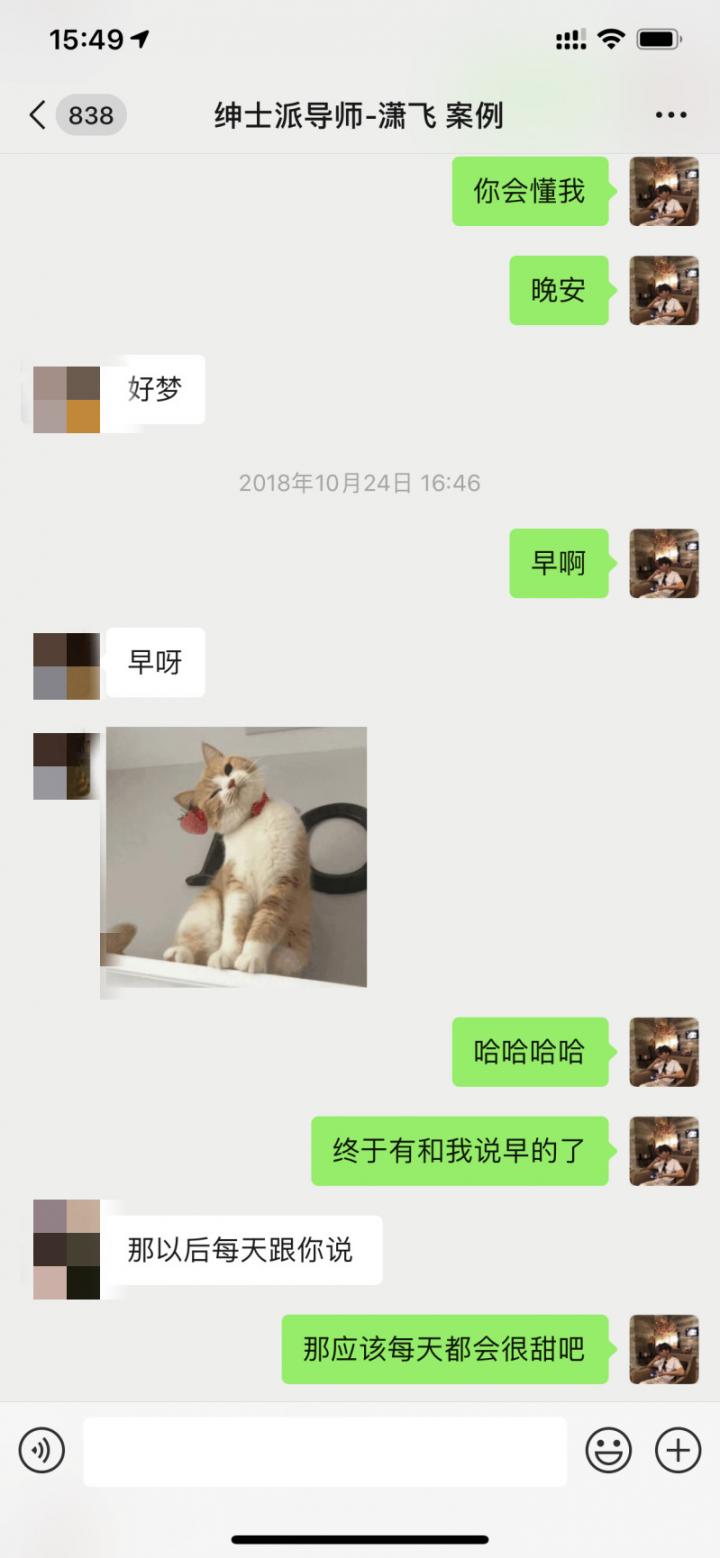 15:49
838
绅士派导师-潇飞 案例
你会懂我
晚安
好梦
2018年10月24日 16:46
早啊
早呀
哈哈哈哈
终于有和我说早的了
那以后每天跟你说
那应该每天都会很甜吧